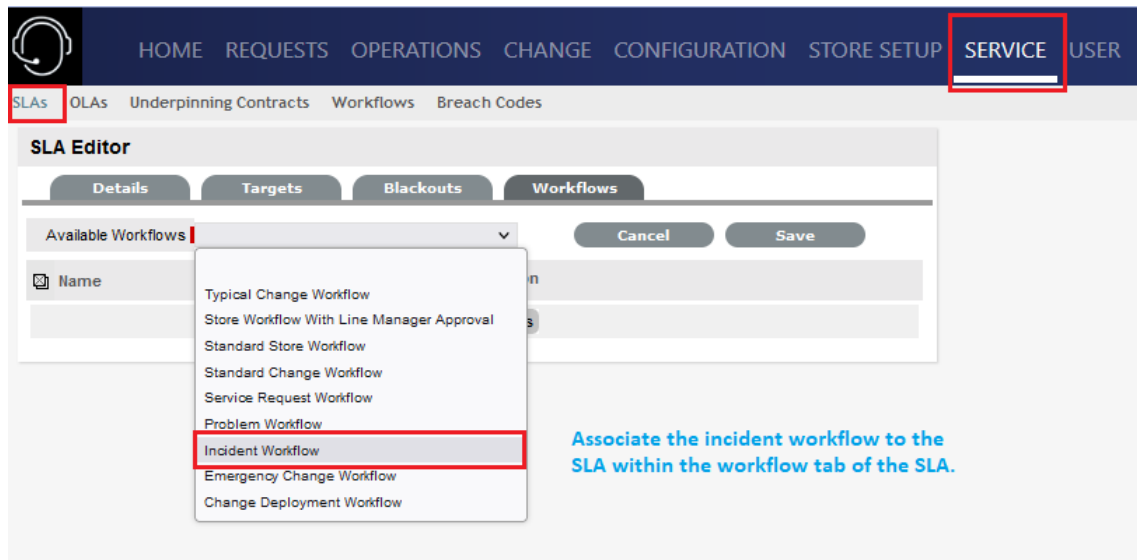 HOME REQUESTS OPERATIONS CHANGE CONFIGURATION STORE SETUP SERVICE USER
SLAs OLAs Underpinning Contracts Workflows Breach Codes
SLA Editor
Details Targets Blackouts Workflows
Available Workflows Cancel Save
Name on
s
Typical Change Workflow
Store Workflow With Line Manager Approval
Standard Store Workflow
Standard Change Workflow
Service Request Workflow
Problem Workflow
Incident Workflow
Emergency Change Workflow
Change Deployment Workflow
Associate the incident workflow to the
SLA within the workflow tab of the SLA.